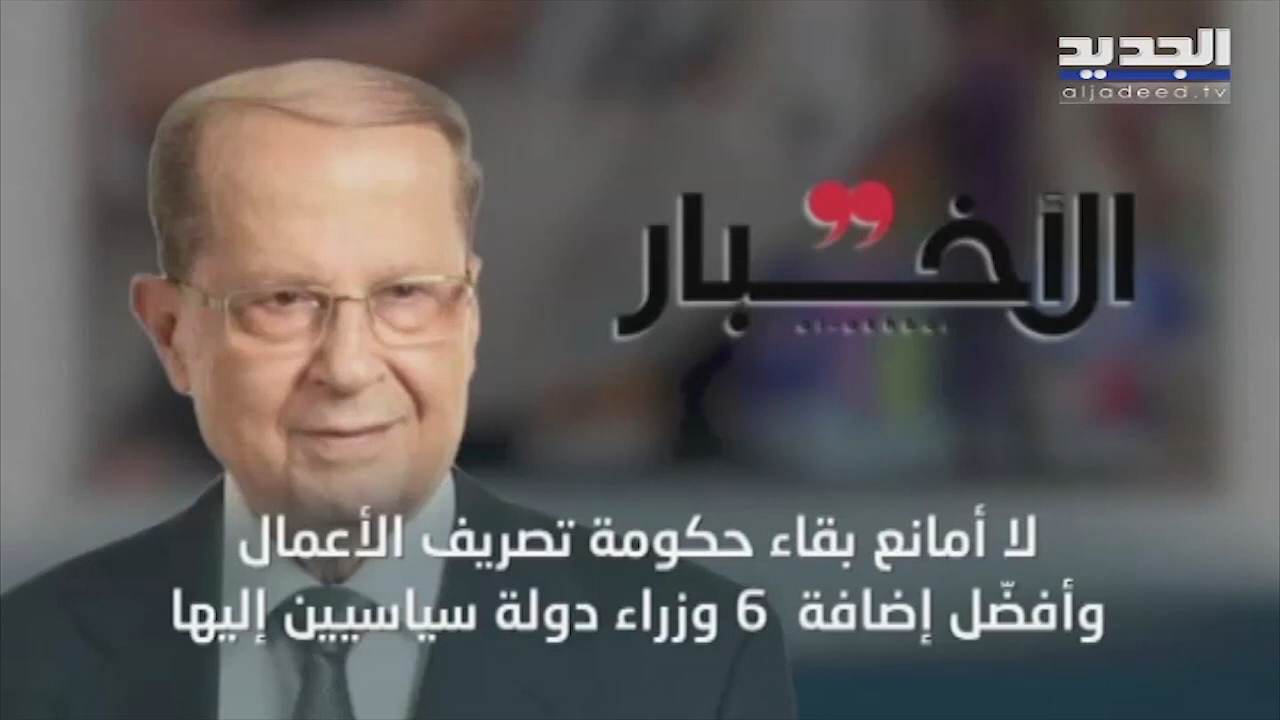 الجديد
aljadeed.tv
الأخبار
لا أمانع بقاء حكومة تصريف الأعمال
وأفضّل إضافة 6 وزراء دولة سياسيين إليها